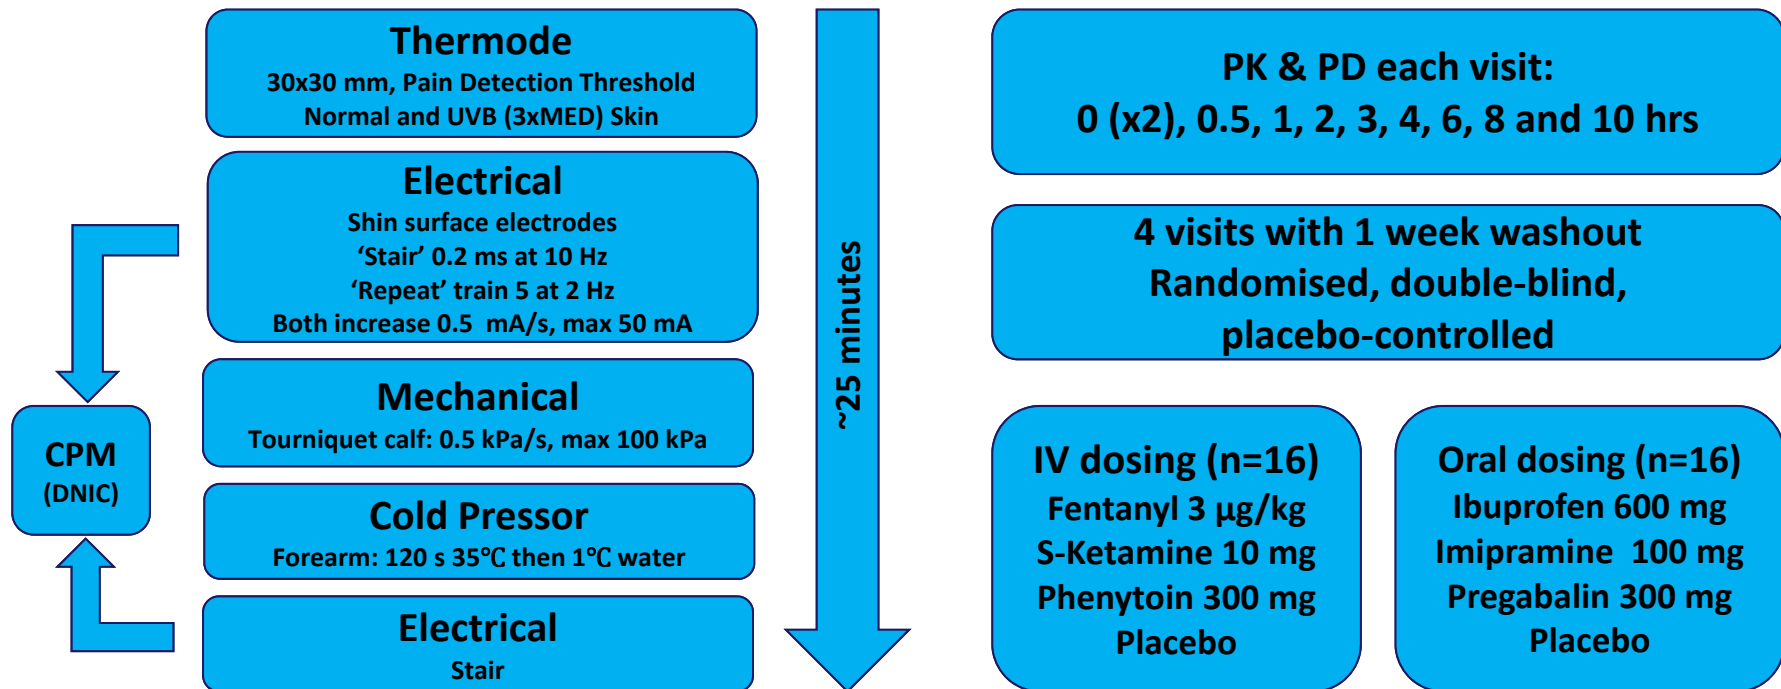 Thermode
30x30 mm, Pain Detection Threshold
Normal and UVB (3xMED) Skin
Electrical
Shin surface electrodes
‘Stair’ 0.2 ms at 10 Hz
‘Repeat’ train 5 at 2 Hz
Both increase 0.5 mA/s, max 50 mA
Mechanical
Tourniquet calf: 0.5 kPa/s, max 100 kPa
Cold Pressor
Forearm: 120 s 35℃ then 1℃ water
Electrical
Stair
CPM
(DNIC)
~25 minutes
PK & PD each visit:
0 (x2), 0.5, 1, 2, 3, 4, 6, 8 and 10 hrs
4 visits with 1 week washout
Randomised, double-blind,
placebo-controlled
IV dosing (n=16)
Fentanyl 3 µg/kg
S-Ketamine 10 mg
Phenytoin 300 mg
Placebo
Oral dosing (n=16)
Ibuprofen 600 mg
Imipramine 100 mg
Pregabalin 300 mg
Placebo